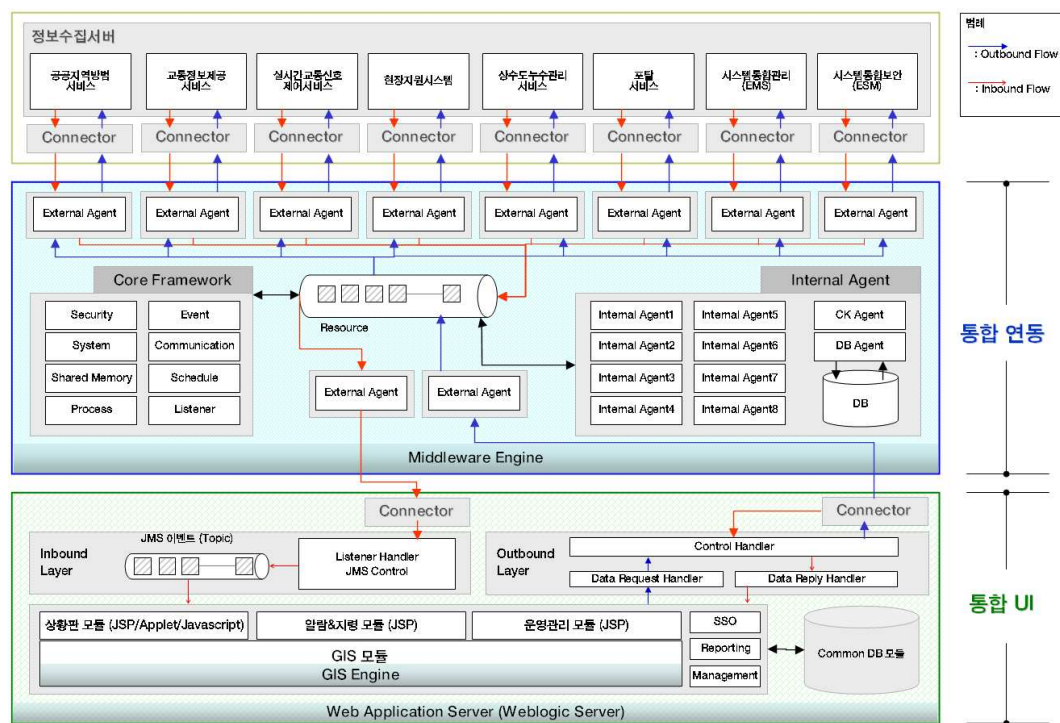 정보수집서버
공공지역방범
서비스
교통정보제공
서비스
실시간교통신호
제어서비스
현장지원시스템
상수도누수관리
서비스
포탈
서비스
시스템통합관리
(EMS)
시스템통합보안
(ESM)
Connector
Connector
Connector
Connector
Connector
Connector
Connector
Connector
범례
: Outbound Flow
: Inbound Flow
External Agent
External Agent
External Agent
External Agent
External Agent
External Agent
External Agent
External Agent
Core Framework
Security
Event
System
Communication
Shared Memory
Schedule
Process
Listener
Resource
External Agent
External Agent
Internal Agent
Internal Agent1
Internal Agent5
Internal Agent2
Internal Agent6
Internal Agent3
Internal Agent7
Internal Agent4
Internal Agent8
CK Agent
DB Agent
DB
Middleware Engine
통합 연동
Connector
Connector
Inbound
Layer
JMS 이벤트 (Topic)
Listener Handler
JMS Control
Outbound
Layer
Control Handler
Data Request Handler
Data Reply Handler
상황판 모듈 (JSP/Applet/Javascript)
알람&지령 모듈 (JSP)
운영관리 모듈 (JSP)
GIS 모듈
GIS Engine
SSO
Reporting
Management
Common DB 모듈
Web Application Server (Weblogic Server)
통합 UI